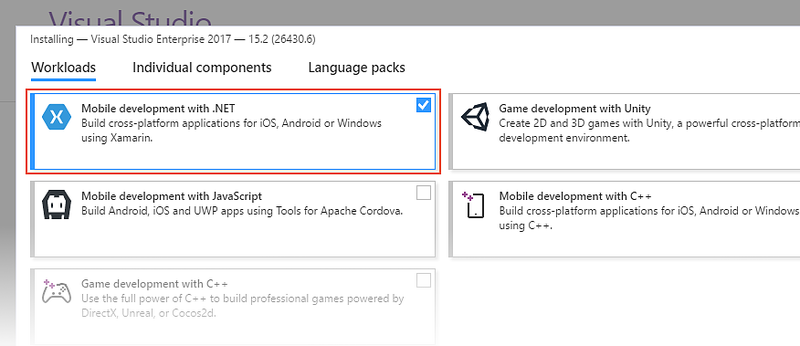 Visual Studio
Installing — Visual Studio Enterprise 2017 — 15.2 (26430.6)
Workloads
Individual components
Language packs
Mobile development with .NET
Build cross-platform applications for iOS, Android or Windows
using Xamarin.
Game development with Unity
Create 2D and 3D games with Unity, a powerful cross-platform
development environment.
Mobile development with JavaScript
Build Android, iOS and UWP apps using Tools for Apache Cordova.
Mobile development with C++
Build cross-platform applications for iOS, Android or Windows
using C++.
Game development with C++
Use the full power of C++ to build professional games powered by
DirectX, Unreal, or Cocos2d.